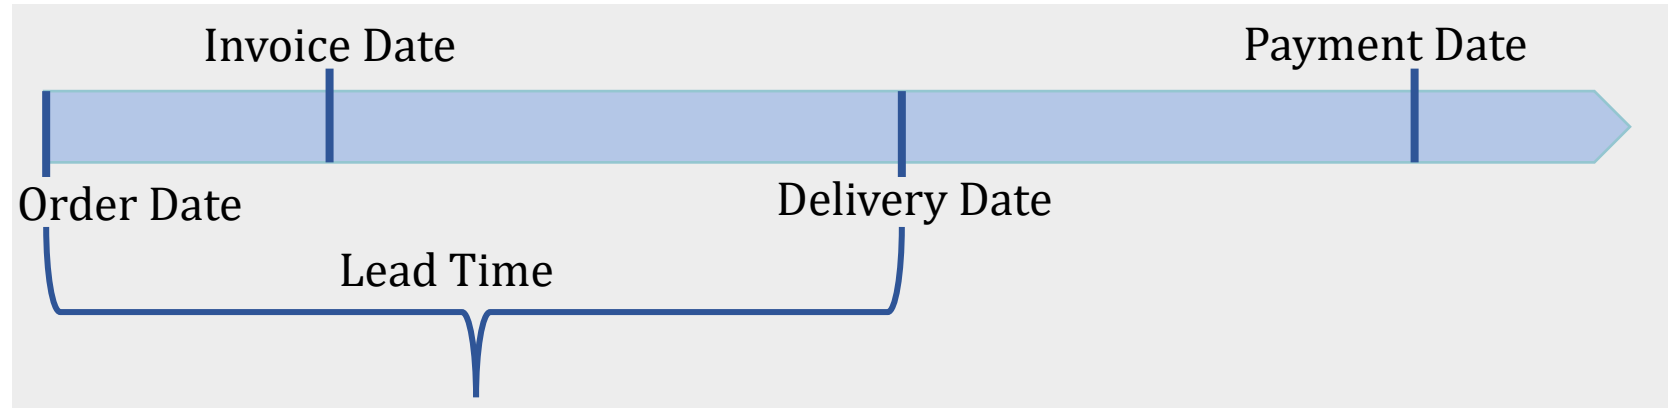 Invoice Date
Payment Date
Order Date
Delivery Date
Lead Time